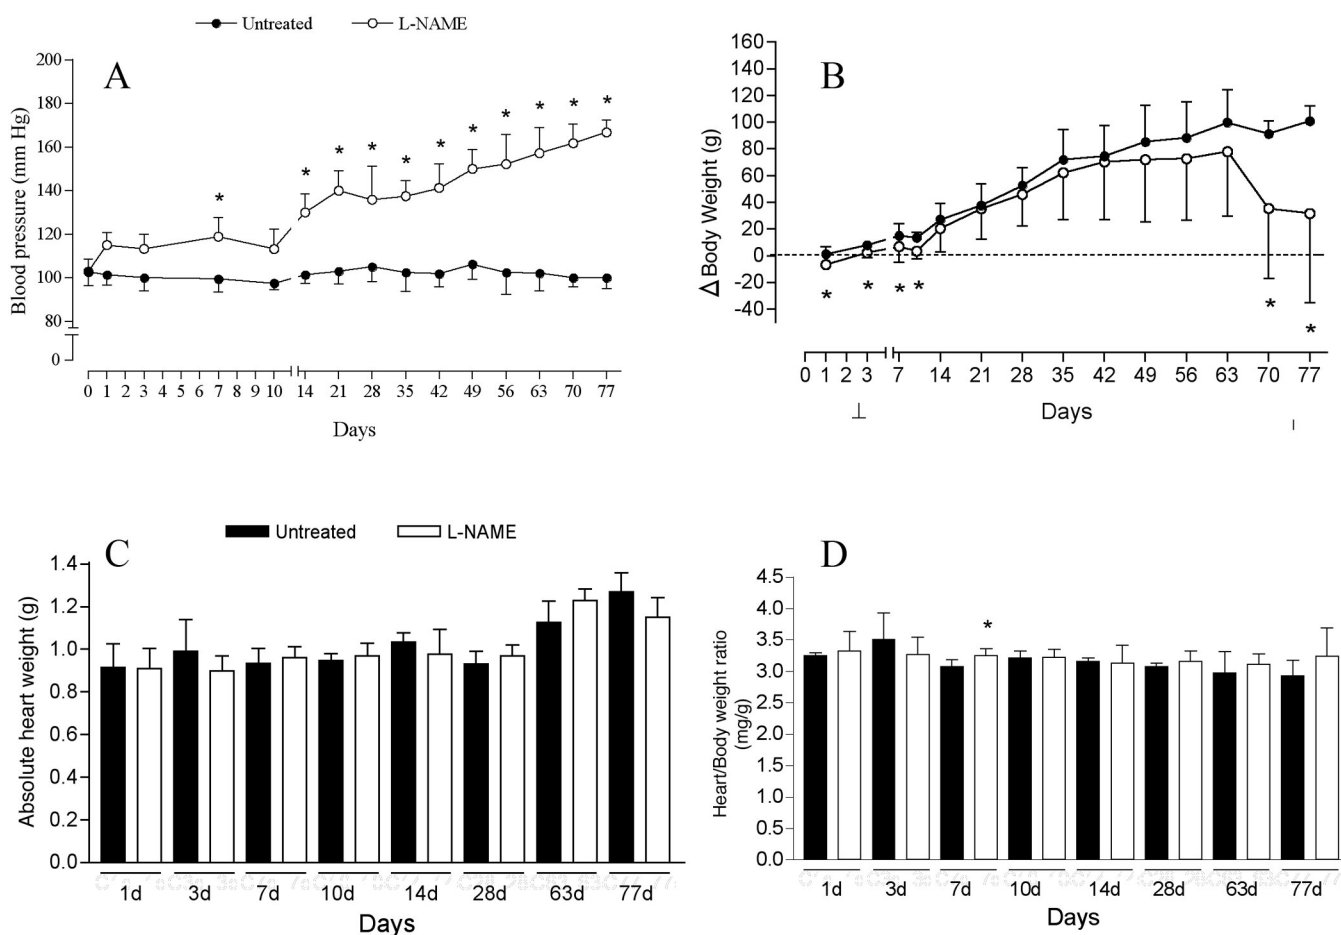 Untreated L-NAME
A
200
180
160
140
120
100
80
0
Blood pressure (mm Hg)
* * * * * * * * * * *
0 1 2 3 4 5 6 7 8 9 10 14 21 28 35 42 49 56 63 70 77
Days
B
160
140
120
100
80
60
40
20
0
-20
-40
Δ Body Weight (g)
* * * * * *
0 1 2 3 7 14 21 28 35 42 49 56 63 70 77
Days
Untreated L-NAME
C
1.4
1.2
1.0
0.8
0.6
0.4
0.2
0.0
Absolute heart weight (g)
1d 3d 7d 10d 14d 28d 63d 77d
Days
D
4.5
4.0
3.5
3.0
2.5
2.0
1.5
1.0
0.5
0.0
Heart/Body weight ratio
(mg/g)
*
1d 3d 7d 10d 14d 28d 63d 77d
Days